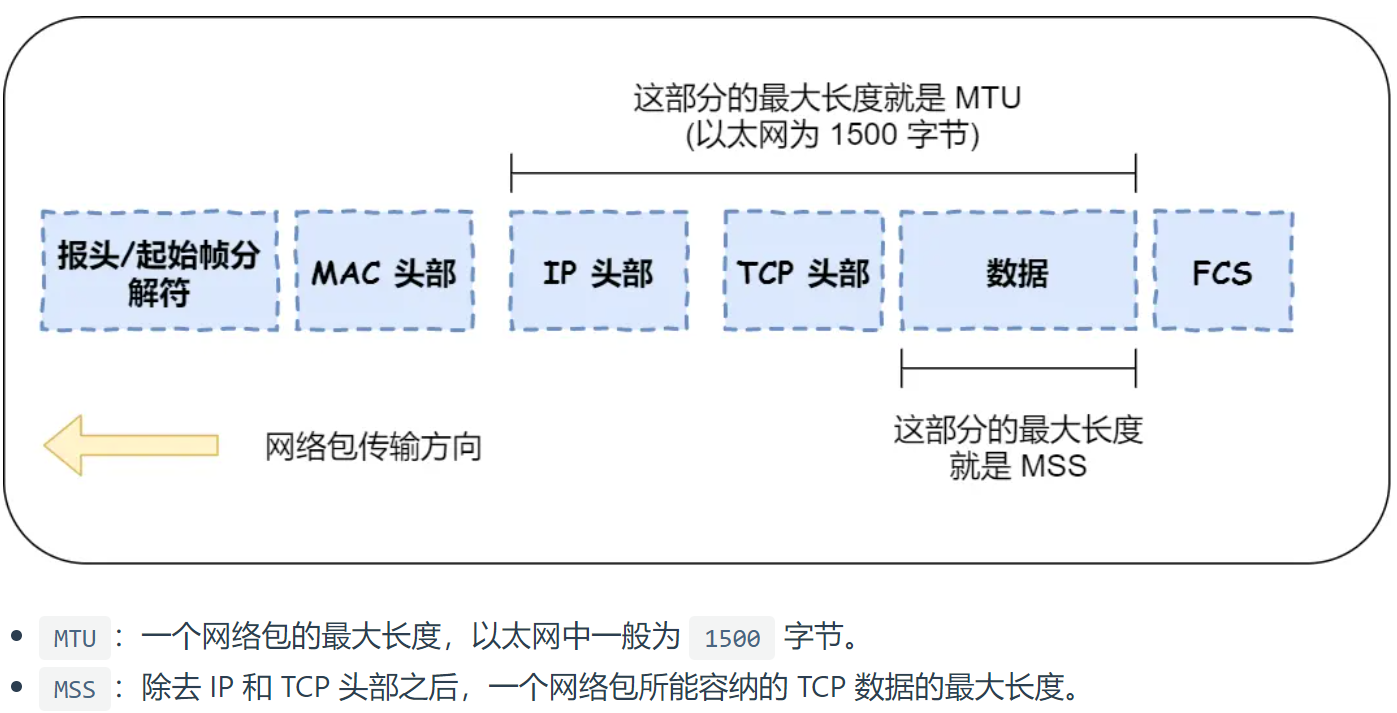 这部分的最大长度就是 MTU
(以太网为 1500 字节)
报头/起始帧分
解符
MAC 头部
IP 头部
TCP 头部
数据
FCS
这部分的最大长度
就是 MSS
网络包传输方向
MTU：一个网络包的最大长度，以太网中一般为 1500 字节。
MSS：除去 IP 和 TCP 头部之后，一个网络包所能容纳的 TCP 数据的最大长度。